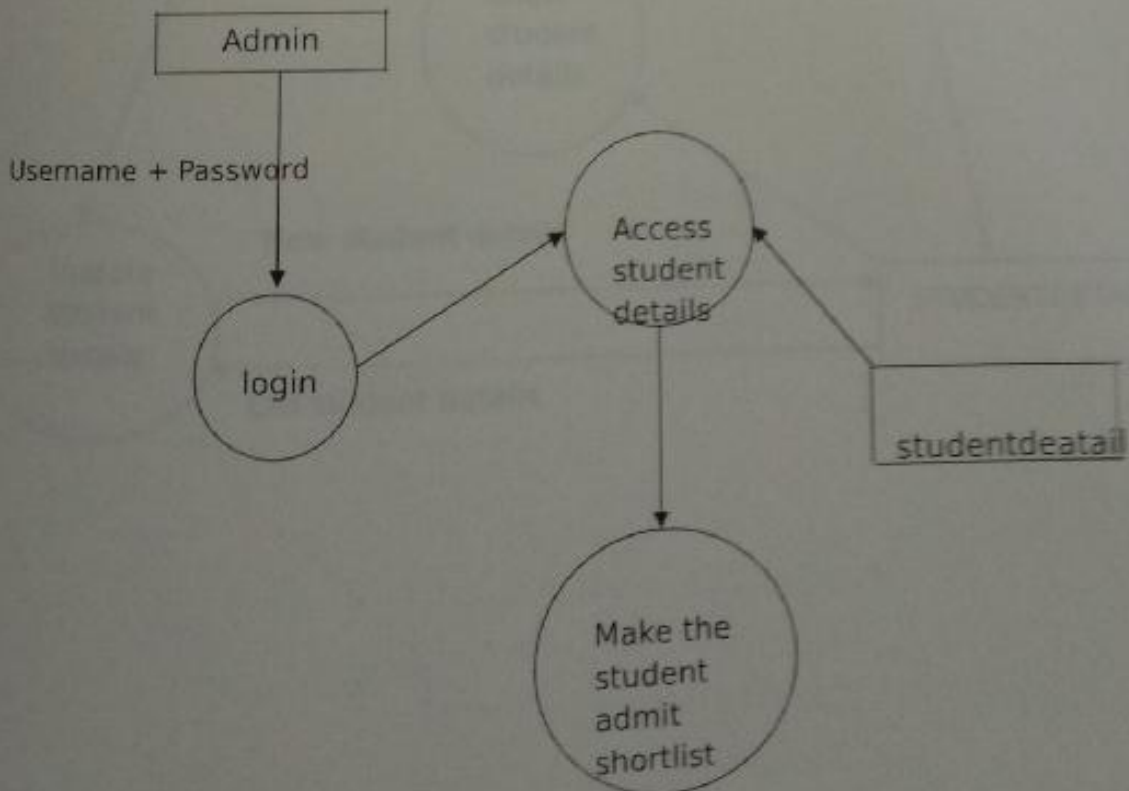 Admin
Username + Password
Access
student
details
login
studentdeatail
Make the
student
admit
shortlist